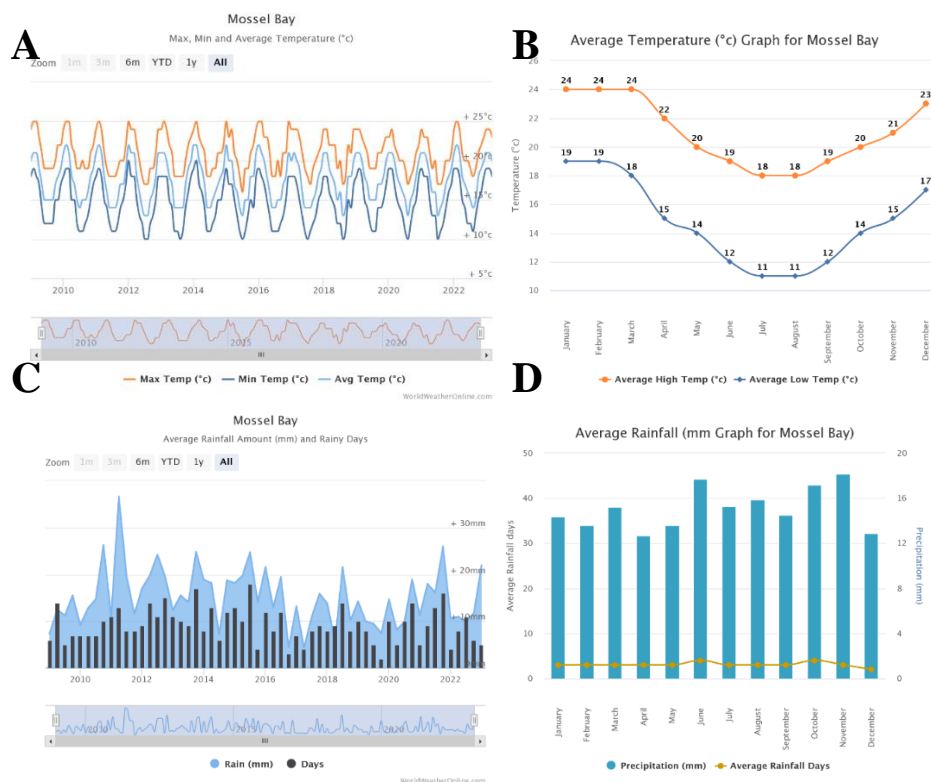 A
Mossel Bay
Max, Min and Average Temperature (°c)
Zoom 1m 3m 6m YTD 1y All
+ 25°c
+ 20°c
+ 15°c
+ 10°c
+ 5°c
2010 2012 2014 2016 2018 2020 2022
2010 2015 2020
Max Temp (°c) Min Temp (°c) Avg Temp (°c)
WorldWeatherOnline.com
B
Average Temperature (°c) Graph for Mossel Bay
Temperature (°c)
26
24
22
20
18
16
14
12
10
24 24 24 22 20 19 18 18 19 20 21 23
19 19 18 15 14 12 11 11 12 14 15 17
January February March April May June July August September October November December
Average High Temp (°c) Average Low Temp (°c)
C
Mossel Bay
Average Rainfall Amount (mm) and Rainy Days
Zoom 1m 3m 6m YTD 1y All
+ 30mm
+ 20mm
+ 10mm
2010 2012 2014 2016 2018 2020 2022
2010 2015 2020
Rain (mm) Days
WorldWeatherOnline.com
D
Average Rainfall (mm Graph for Mossel Bay)
Average Rainfall days
50
40
30
20
10
0
Precipitation (mm)
20
16
12
8
4
0
January February March April May June July August September October November December
Precipitation (mm) Average Rainfall Days